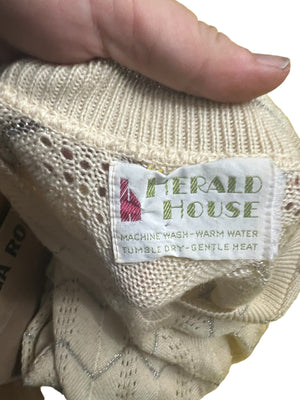 HERALD
HOUSE
MACHINE WASH-WARM WATER
TUMBLE DRY-GENTLE HEAT